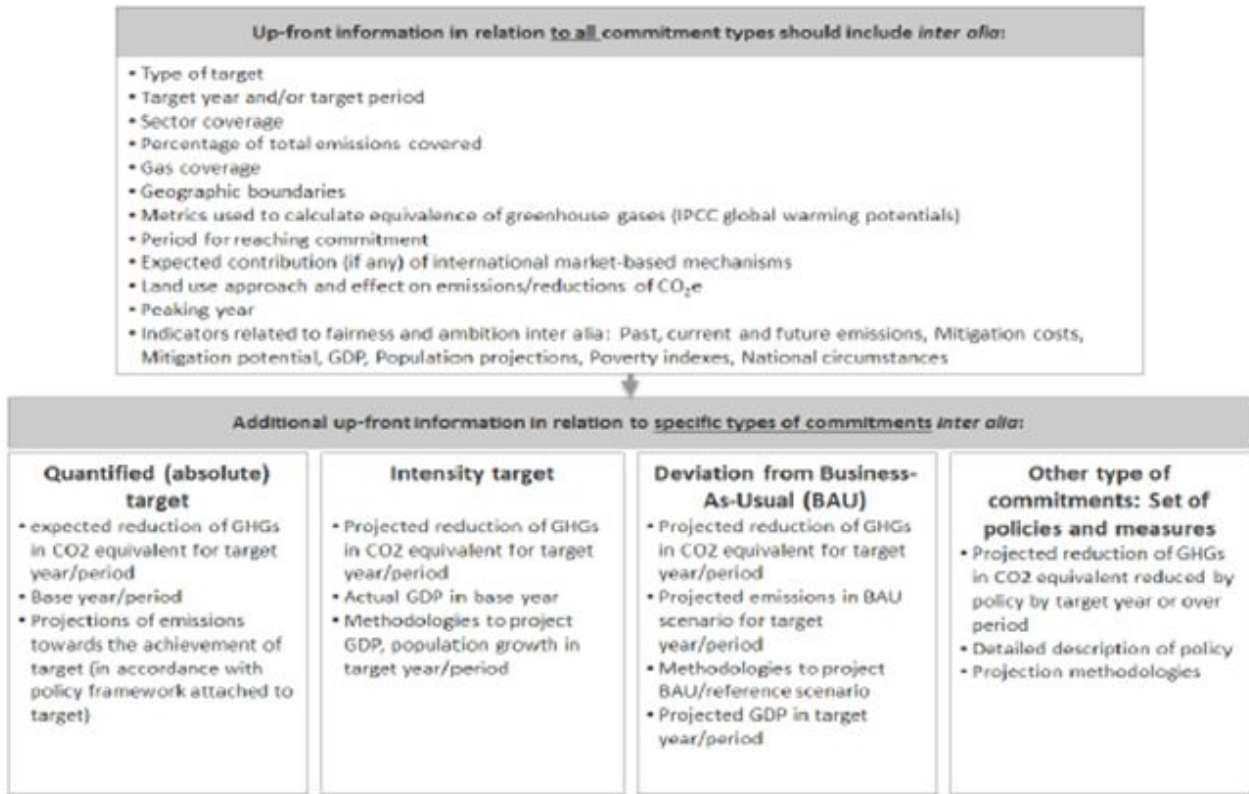 Up-front information in relation to all commitment types should include inter alia:
• Type of target
• Target year and/or target period
• Sector coverage
• Percentage of total emissions covered
• Gas coverage
• Geographic boundaries
• Metrics used to calculate equivalence of greenhouse gases (IPCC global warming potentials)
• Period for reaching commitment
• Expected contribution (if any) of international market-based mechanisms
• Land use approach and effect on emissions/reductions of CO₂e
• Peaking year
• Indicators related to fairness and ambition inter alia: Past, current and future emissions, Mitigation costs,
Mitigation potential, GDP, Population projections, Poverty indexes, National circumstances
Additional up-front information in relation to specific types of commitments inter alia:
Quantified (absolute)
target
• expected reduction of GHGs
in CO2 equivalent for target
year/period
• Base year/period
• Projections of emissions
towards the achievement of
target (in accordance with
policy framework attached to
target)
Intensity target
• Projected reduction of GHGs
in CO2 equivalent for target
year/period
• Actual GDP in base year
• Methodologies to project
GDP, population growth in
target year/period
Deviation from Business-
As-Usual (BAU)
• Projected reduction of GHGs
in CO2 equivalent for target
year/period
• Projected emissions in BAU
scenario for target
year/period
• Methodologies to project
BAU/reference scenario
• Projected GDP in target
year/period
Other type of
commitments: Set of
policies and measures
• Projected reduction of GHGs
in CO2 equivalent reduced by
policy by target year or over
period
• Detailed description of policy
• Projection methodologies